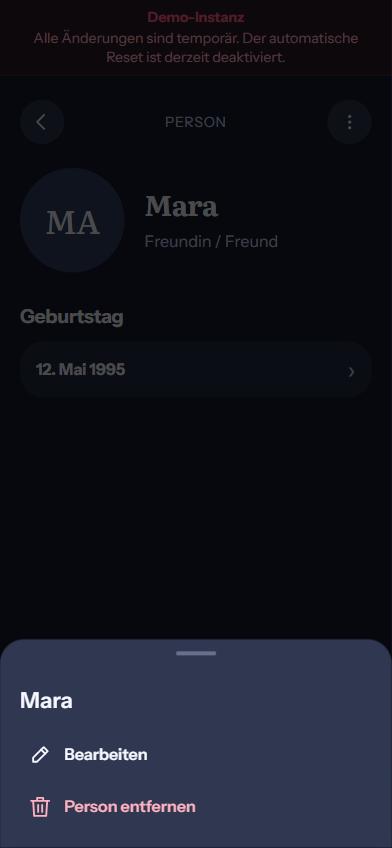 Demo-Instanz
Alle Änderungen sind temporär. Der automatische
Reset ist derzeit deaktiviert.
PERSON
MA
Mara
Freundin / Freund
Geburtstag
12. Mai 1995
Mara
Bearbeiten
Person entfernen